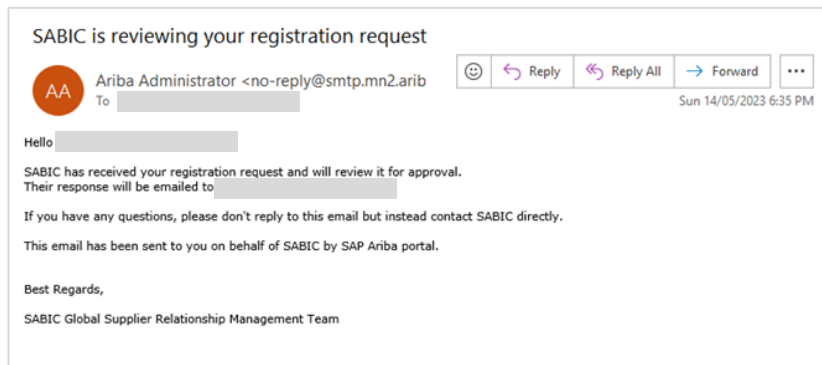 SABIC is reviewing your registration request
AA
Ariba Administrator <no-reply@smtp.mn2.arib
To
Reply
Reply All
Forward
Sun 14/05/2023 6:35 PM
Hello
SABIC has received your registration request and will review it for approval.
Their response will be emailed to
If you have any questions, please don't reply to this email but instead contact SABIC directly.
This email has been sent to you on behalf of SABIC by SAP Ariba portal.
Best Regards,
SABIC Global Supplier Relationship Management Team